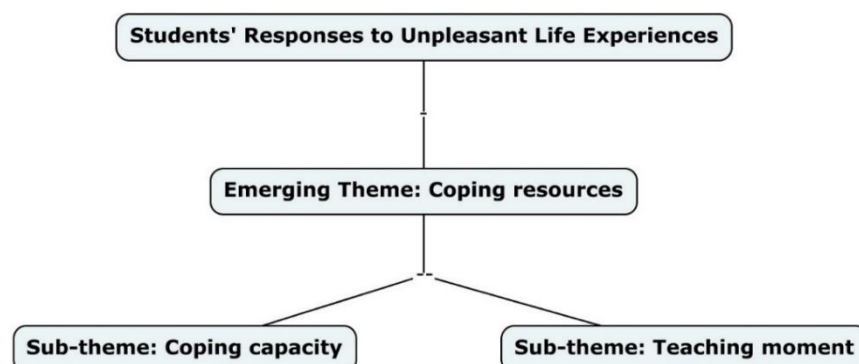 Students' Responses to Unpleasant Life Experiences
-
Emerging Theme: Coping resources
--
Sub-theme: Coping capacity
Sub-theme: Teaching moment